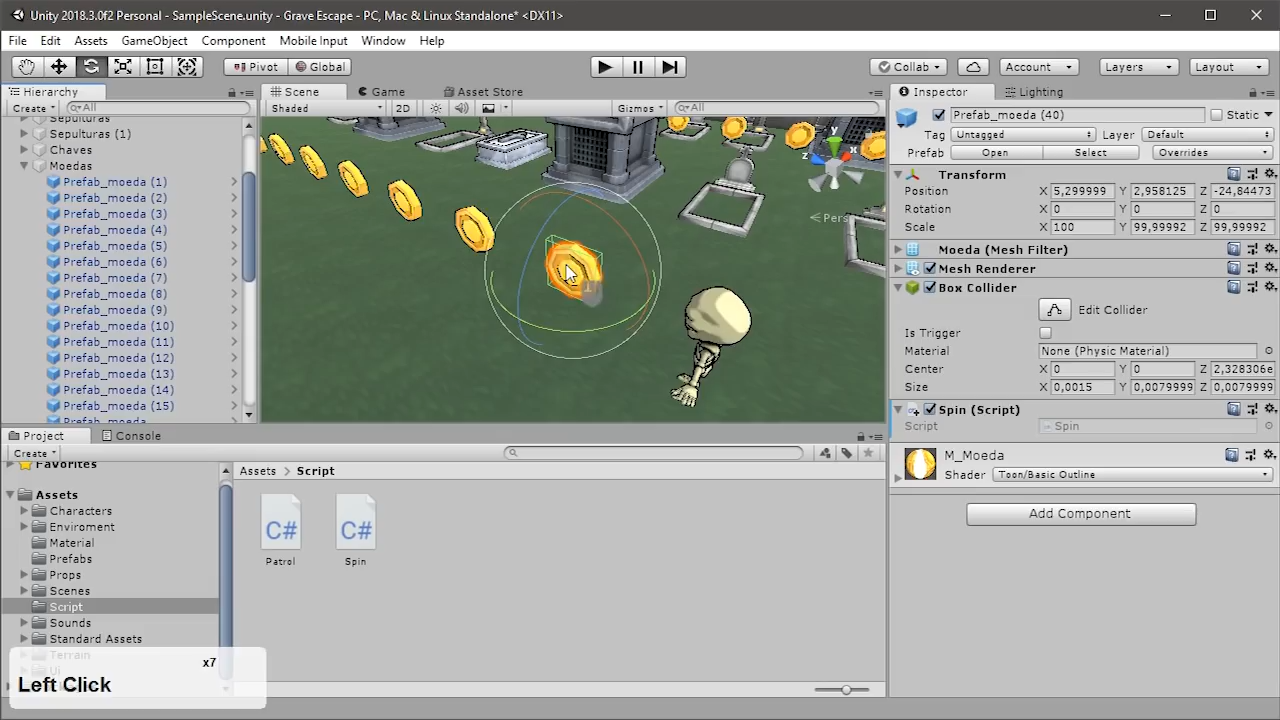 Unity 2018.3.0f2 Personal - SampleScene.unity - Grave Escape - PC, Mac & Linux Standalone* <DX11>
File Edit Assets GameObject Component Mobile Input Window Help
Pivot Global Collab Account Layers Layout
Hierarchy
Create All
Sepulturas
Sepulturas (1)
Chaves
Moedas
Prefab_moeda (1)
Prefab_moeda (2)
Prefab_moeda (3)
Prefab_moeda (4)
Prefab_moeda (5)
Prefab_moeda (6)
Prefab_moeda (7)
Prefab_moeda (8)
Prefab_moeda (9)
Prefab_moeda (10)
Prefab_moeda (11)
Prefab_moeda (12)
Prefab_moeda (13)
Prefab_moeda (14)
Prefab_moeda (15)
Prefab_moeda
Scene Game Asset Store
Shaded 2D Gizmos All
y
x
z
Pers
Inspector Lighting
Prefab_moeda (40) Static
Tag Untagged Layer Default
Prefab Open Select Overrides
Transform
Position X 5,299999 Y 2,958125 Z -24,84473
Rotation X 0 Y 0 Z 0
Scale X 100 Y 99,99992 Z 99,99992
Moeda (Mesh Filter)
Mesh Renderer
Box Collider
Edit Collider
Is Trigger
Material None (Physic Material)
Center X 0 Y 0 Z 2,328306e
Size X 0,0015 Y 0,0079999 Z 0,0079999
Spin (Script)
Script Spin
M_Moeda
Shader Toon/Basic Outline
Add Component
Project Console
Create
Favorites
Assets
Characters
Enviroment
Material
Prefabs
Props
Scenes
Script
Sounds
Standard Assets
Terrain
Assets > Script
C# C#
Patrol Spin
x7
Left Click